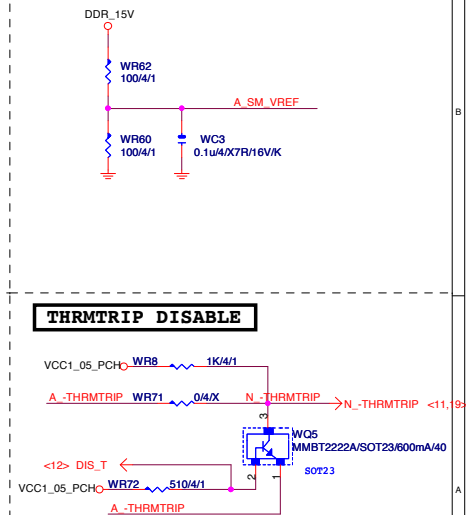 DDR_15V
WR62
100/4/1
A_SM_VREF
B
WR60
100/4/1
WC3
0.1u/4/X7R/16V/K
THRMTRIP DISABLE
VCC1_05_PCH WR8 1K/4/1
A_-THRMTRIP WR71 0/4/X N_-THRMTRIP N_-THRMTRIP <11,19>
3
WQ5
MMBT2222A/SOT23/600mA/40
SOT23
<12> DIS_T
2 1
VCC1_05_PCH WR72 510/4/1 A
A_-THRMTRIP